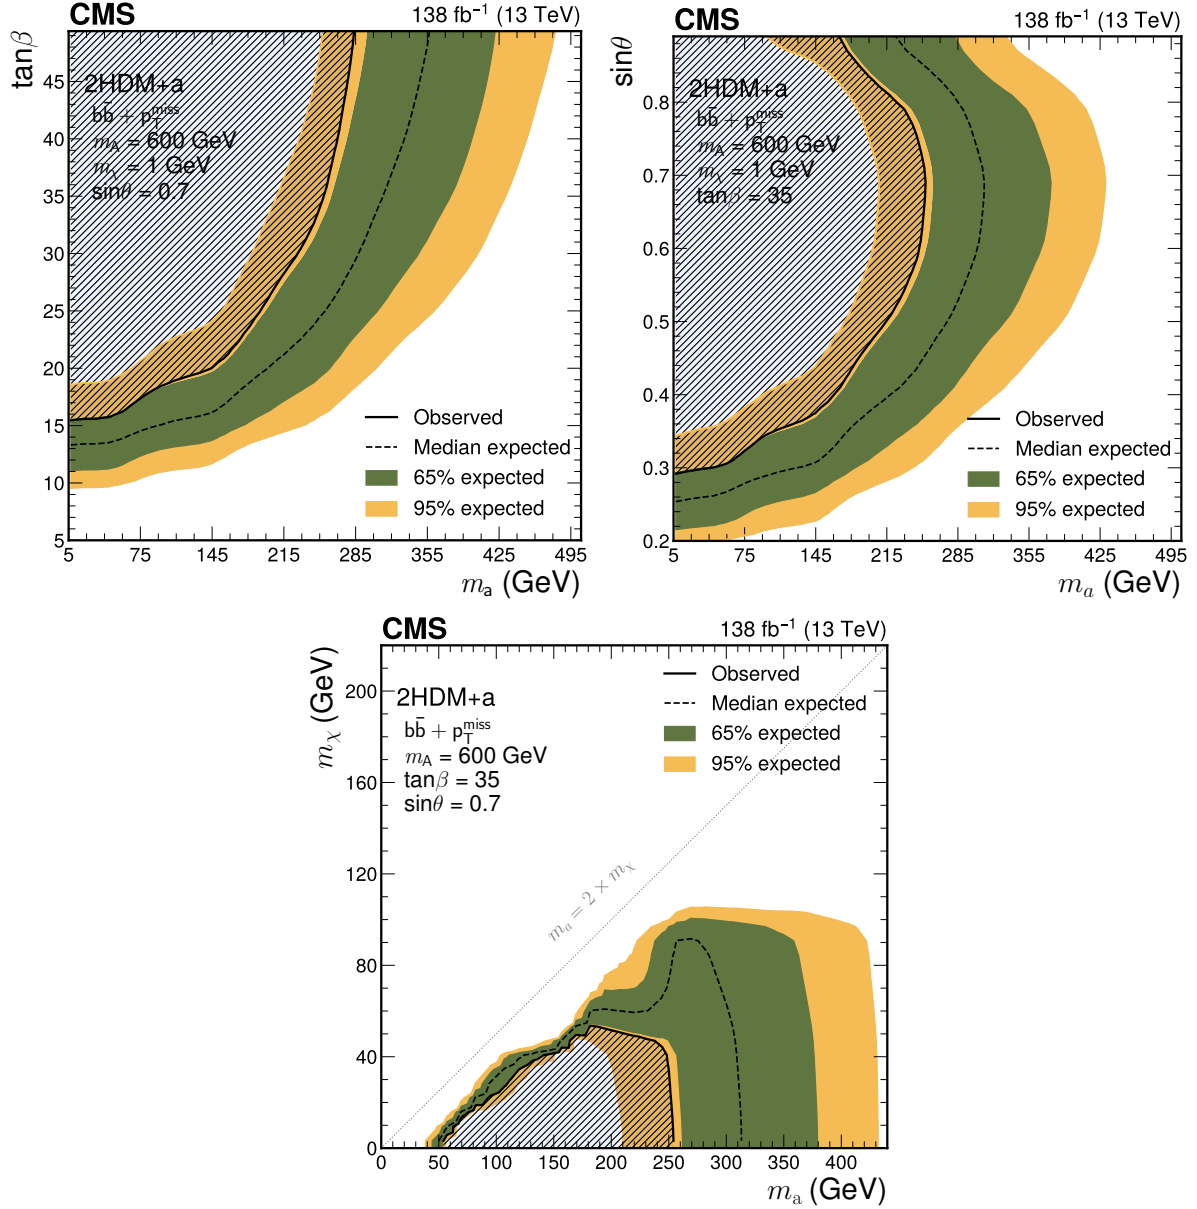 CMS
138 fb⁻¹ (13 TeV)
tanβ
2HDM+a
bb̄ + p_T^miss
m_A = 600 GeV
m_χ = 1 GeV
sinθ = 0.7
Observed
Median expected
65% expected
95% expected
45
40
35
30
25
20
15
10
5
5 75 145 215 285 355 425 495
m_a (GeV)
CMS
138 fb⁻¹ (13 TeV)
sinθ
2HDM+a
bb̄ + p_T^miss
m_A = 600 GeV
m_χ = 1 GeV
tanβ = 35
Observed
Median expected
65% expected
95% expected
0.8
0.7
0.6
0.5
0.4
0.3
0.2
5 75 145 215 285 355 425 495
m_a (GeV)
CMS
138 fb⁻¹ (13 TeV)
m_χ (GeV)
2HDM+a
bb̄ + p_T^miss
m_A = 600 GeV
tanβ = 35
sinθ = 0.7
Observed
Median expected
65% expected
95% expected
m_a = 2 × m_χ
200
160
120
80
40
0
0 50 100 150 200 250 300 350 400
m_a (GeV)